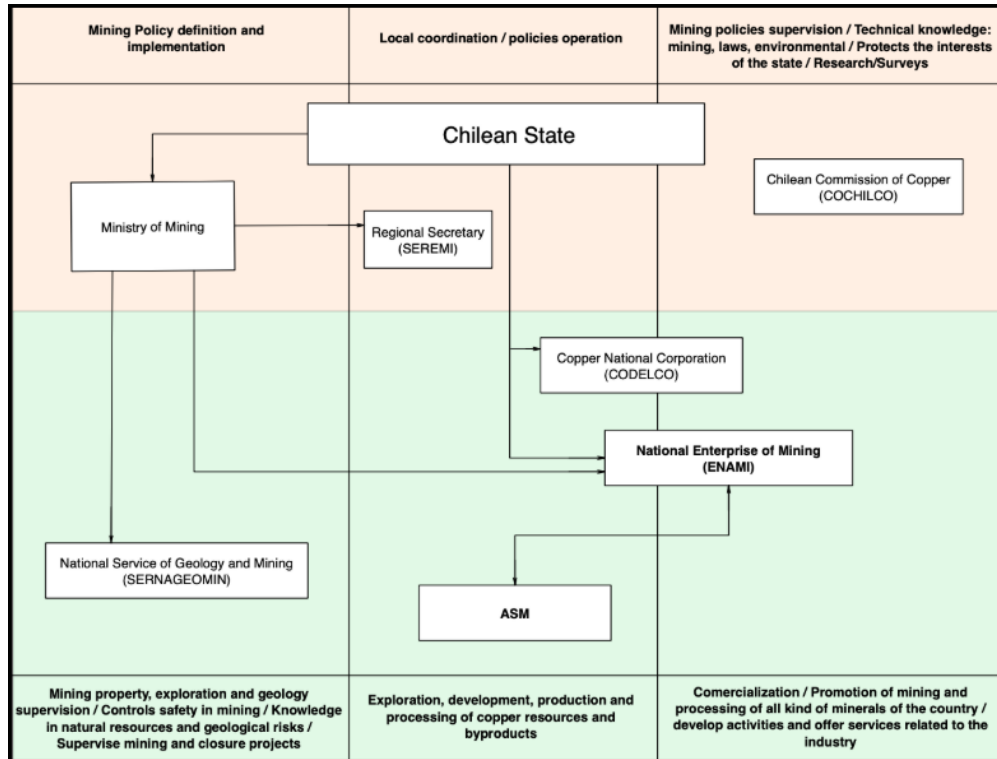 Mining Policy definition and
implementation
Local coordination / policies operation
Mining policies supervision / Technical knowledge:
mining, laws, environmental / Protects the interests
of the state / Research/Surveys
Chilean State
Chilean Commission of Copper
(COCHILCO)
Ministry of Mining
Regional Secretary
(SEREMI)
Copper National Corporation
(CODELCO)
National Enterprise of Mining
(ENAMI)
National Service of Geology and Mining
(SERNAGEOMIN)
ASM
Mining property, exploration and geology
supervision / Controls safety in mining / Knowledge
in natural resources and geological risks /
Supervise mining and closure projects
Exploration, development, production and
processing of copper resources and
byproducts
Comercialization / Promotion of mining and
processing of all kind of minerals of the country /
develop activities and offer services related to the
industry